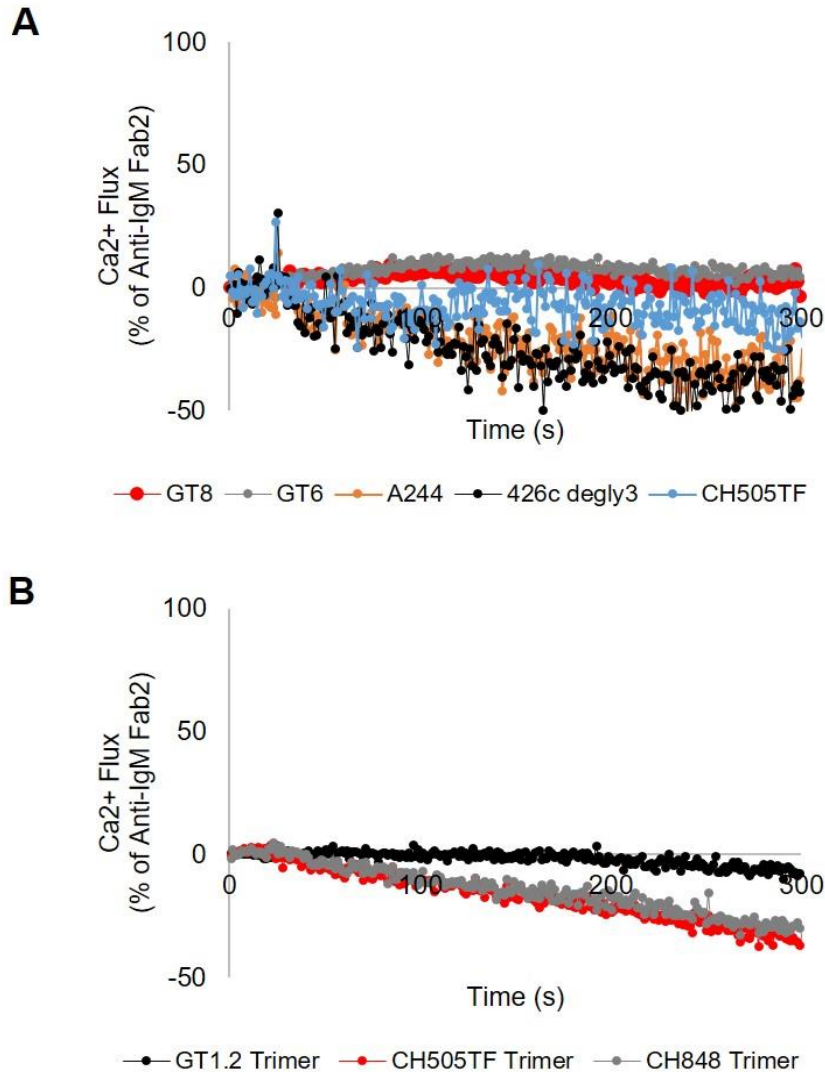 A
100
50
0
-50
Ca2+ Flux
(% of Anti-IgM Fab2)
0 100 200 300
Time (s)
GT8 GT6 A244 426c degly3 CH505TF
B
100
50
0
-50
Ca2+ Flux
(% of Anti-IgM Fab2)
0 100 200 300
Time (s)
GT1.2 Trimer CH505TF Trimer CH848 Trimer